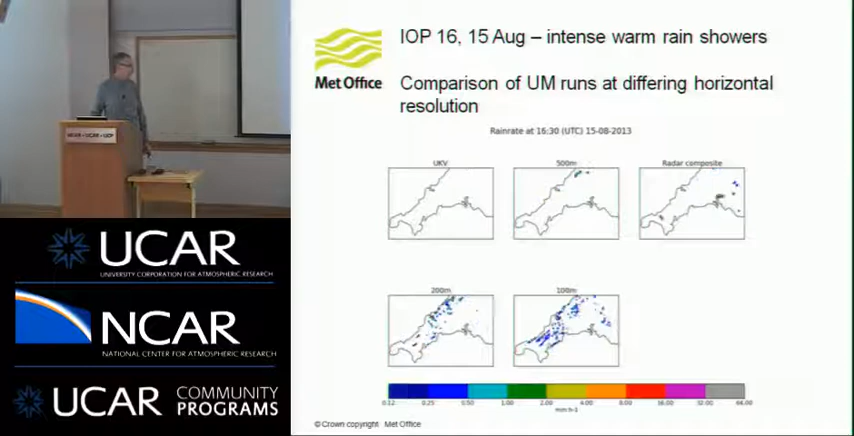 IOP 16, 15 Aug – intense warm rain showers
Met Office
Comparison of UM runs at differing horizontal
resolution
Rainrate at 16:30 (UTC) 15-08-2013
UKV
500m
Radar composite
200m
100m
0.12 0.25 0.50 1.00 2.00 4.00 8.00 16.00 32.00 64.00
mm h-1
© Crown copyright Met Office
NCAR • UCAR • UCP
UCAR
UNIVERSITY CORPORATION FOR ATMOSPHERIC RESEARCH
NCAR
NATIONAL CENTER FOR ATMOSPHERIC RESEARCH
UCAR COMMUNITY
PROGRAMS